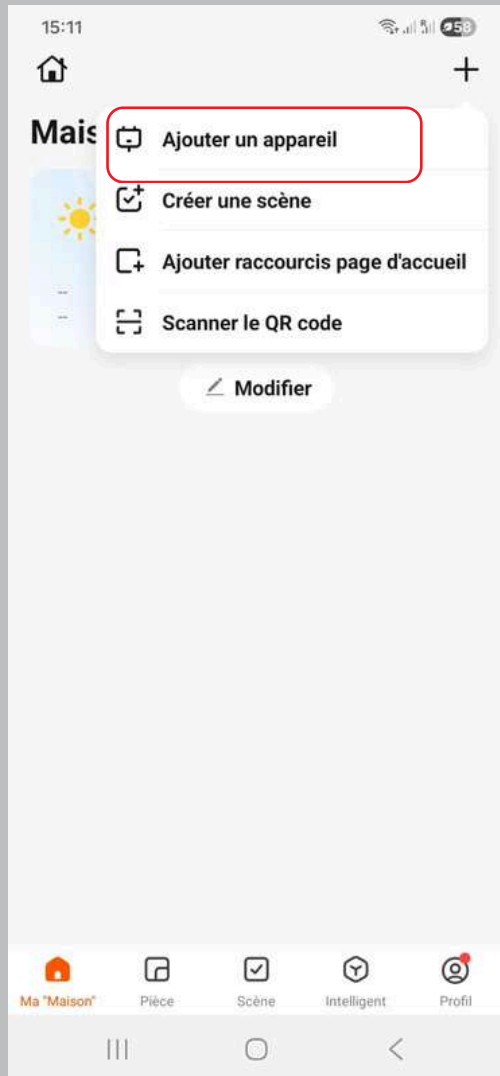 15:11
58
Mais
Ajouter un appareil
Créer une scène
Ajouter raccourcis page d'accueil
Scanner le QR code
--
--
Modifier
Ma "Maison"
Pièce
Scène
Intelligent
Profil